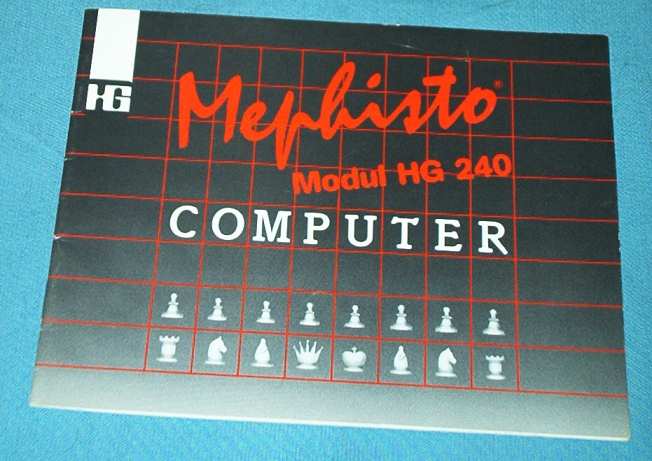 HG
Mephisto®
Modul HG 240
COMPUTER